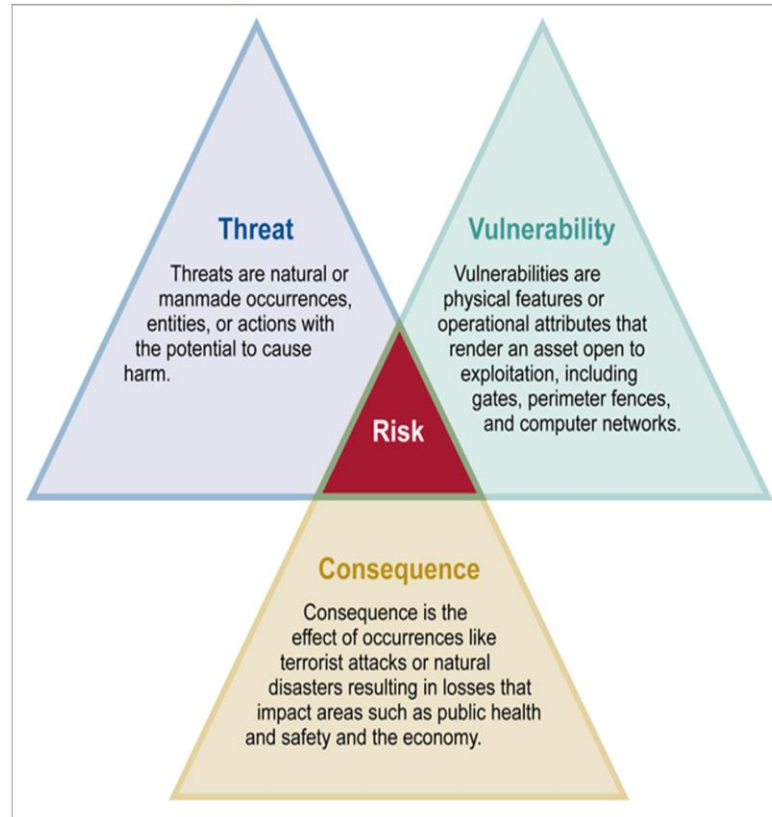 Threat
Threats are natural or
manmade occurrences,
entities, or actions with
the potential to cause
harm.
Vulnerability
Vulnerabilities are
physical features or
operational attributes that
render an asset open to
exploitation, including
gates, perimeter fences,
and computer networks.
Risk
Consequence
Consequence is the
effect of occurrences like
terrorist attacks or natural
disasters resulting in losses that
impact areas such as public health
and safety and the economy.